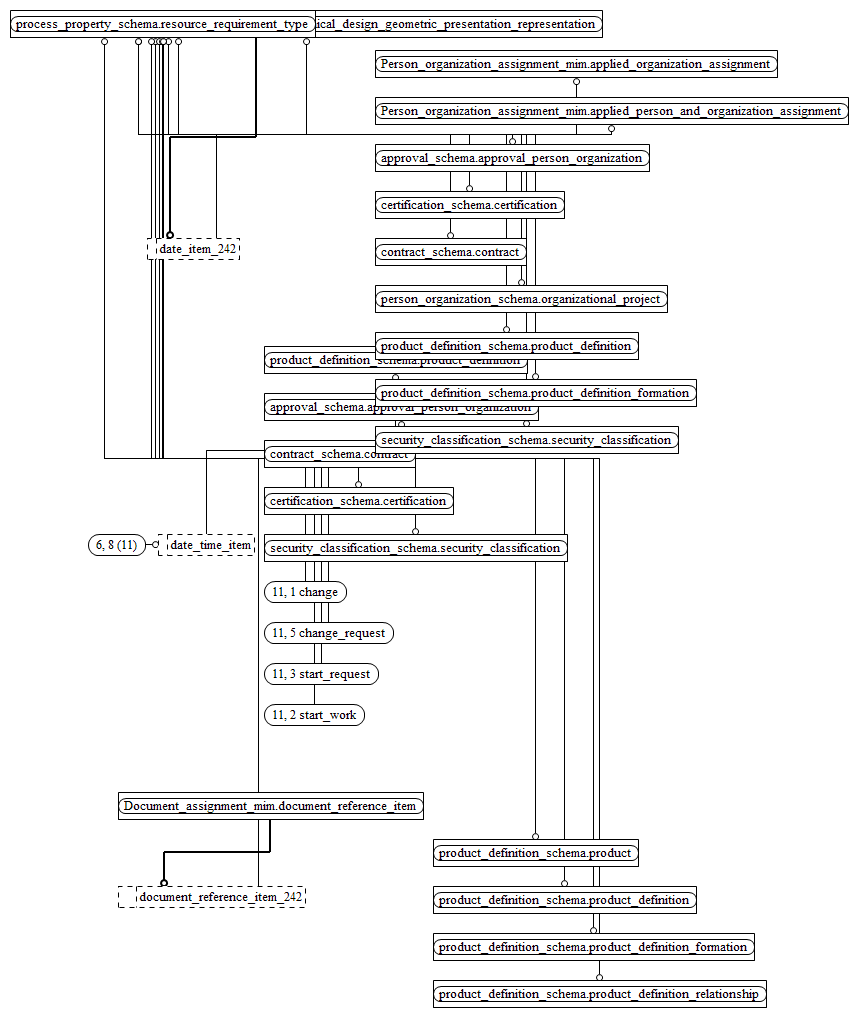 process_property_schema.resource_requirement_type
ical_design_geometric_presentation_representation
Person_organization_assignment_mim.applied_organization_assignment
Person_organization_assignment_mim.applied_person_and_organization_assignment
approval_schema.approval_person_organization
certification_schema.certification
date_item_242
contract_schema.contract
person_organization_schema.organizational_project
product_definition_schema.product_definition
product_definition_schema.product_definition
product_definition_schema.product_definition_formation
approval_schema.approval_person_organization
security_classification_schema.security_classification
contract_schema.contract
certification_schema.certification
6, 8 (11)
date_time_item
security_classification_schema.security_classification
11, 1 change
11, 5 change_request
11, 3 start_request
11, 2 start_work
Document_assignment_mim.document_reference_item
product_definition_schema.product
document_reference_item_242
product_definition_schema.product_definition
product_definition_schema.product_definition_formation
product_definition_schema.product_definition_relationship